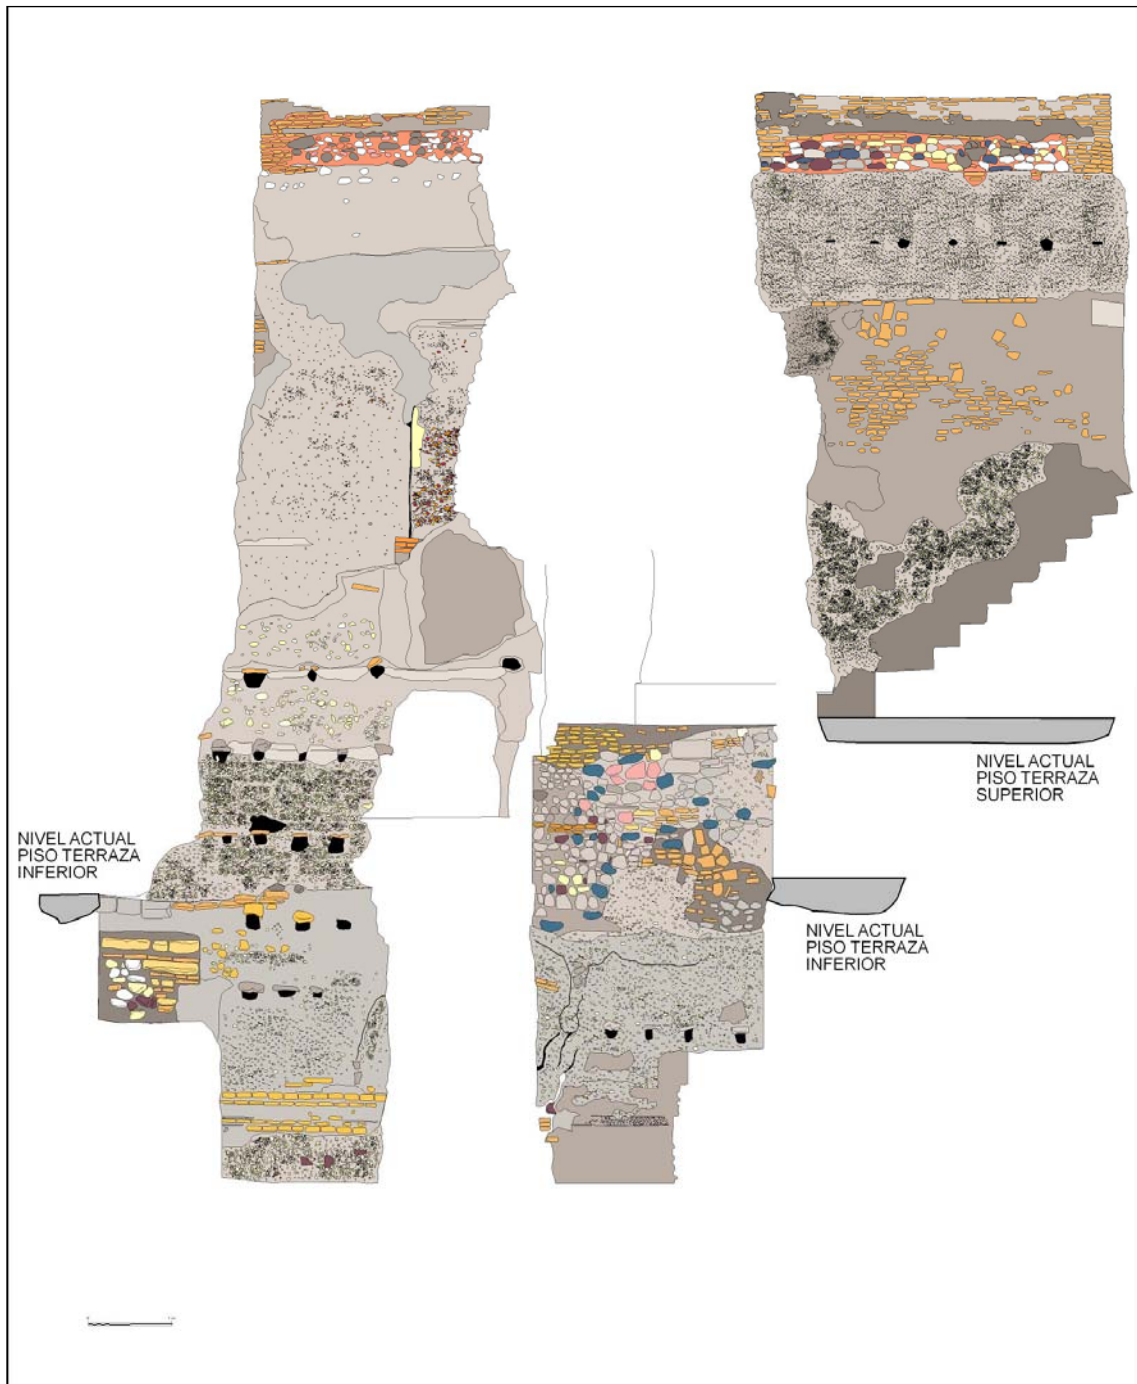 NIVEL ACTUAL
PISO TERRAZA
SUPERIOR
NIVEL ACTUAL
PISO TERRAZA
INFERIOR
NIVEL ACTUAL
PISO TERRAZA
INFERIOR